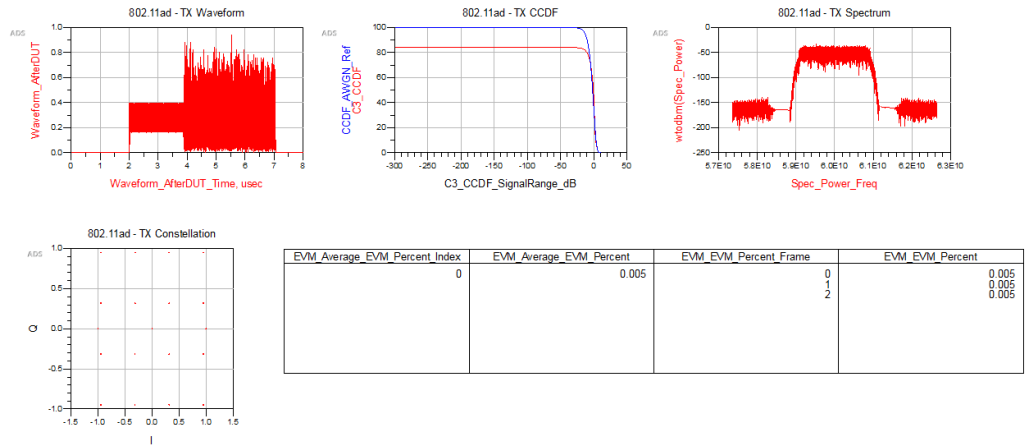 802.11ad - TX Waveform
ADS
Waveform_AfterDUT
1.0
0.8
0.6
0.4
0.2
0.0
0 1 2 3 4 5 6 7 8
Waveform_AfterDUT_Time, usec
802.11ad - TX CCDF
CCDF_AWGN_Ref
C3_CCDF
100
80
60
40
20
0
-300 -250 -200 -150 -100 -50 0 50
C3_CCDF_SignalRange_dB
802.11ad - TX Spectrum
ADS
wtodbm(Spec_Power)
0
-50
-100
-150
-200
-250
5.7E10 5.8E10 5.9E10 6.0E10 6.1E10 6.2E10 6.3E10
Spec_Power_Freq
802.11ad - TX Constellation
ADS
Q
1.0
0.5
0.0
-0.5
-1.0
-1.5 -1.0 -0.5 0.0 0.5 1.0 1.5
I
EVM_Average_EVM_Percent_Index EVM_Average_EVM_Percent EVM_EVM_Percent_Frame EVM_EVM_Percent
0 0.005 0 0.005
1 0.005
2 0.005